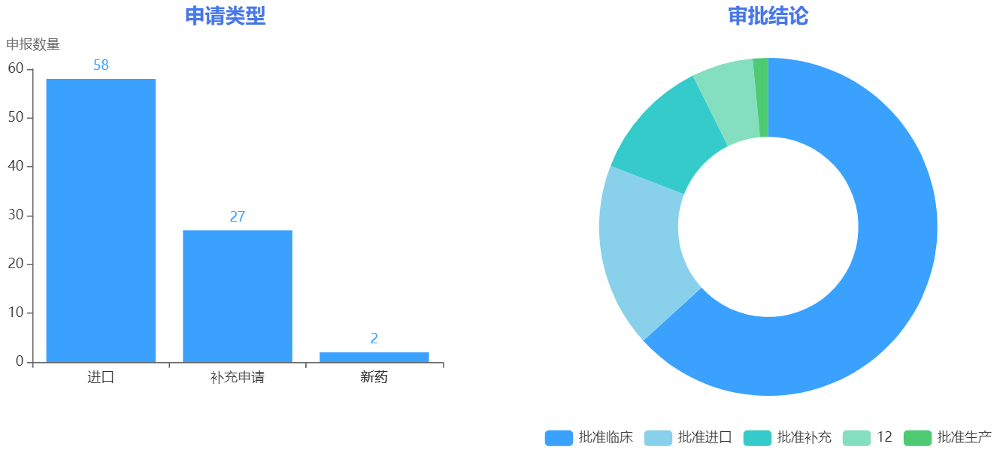 申请类型
申报数量
60
50
40
30
20
10
0
58
27
2
进口
补充申请
新药
审批结论
批准临床
批准进口
批准补充
12
批准生产